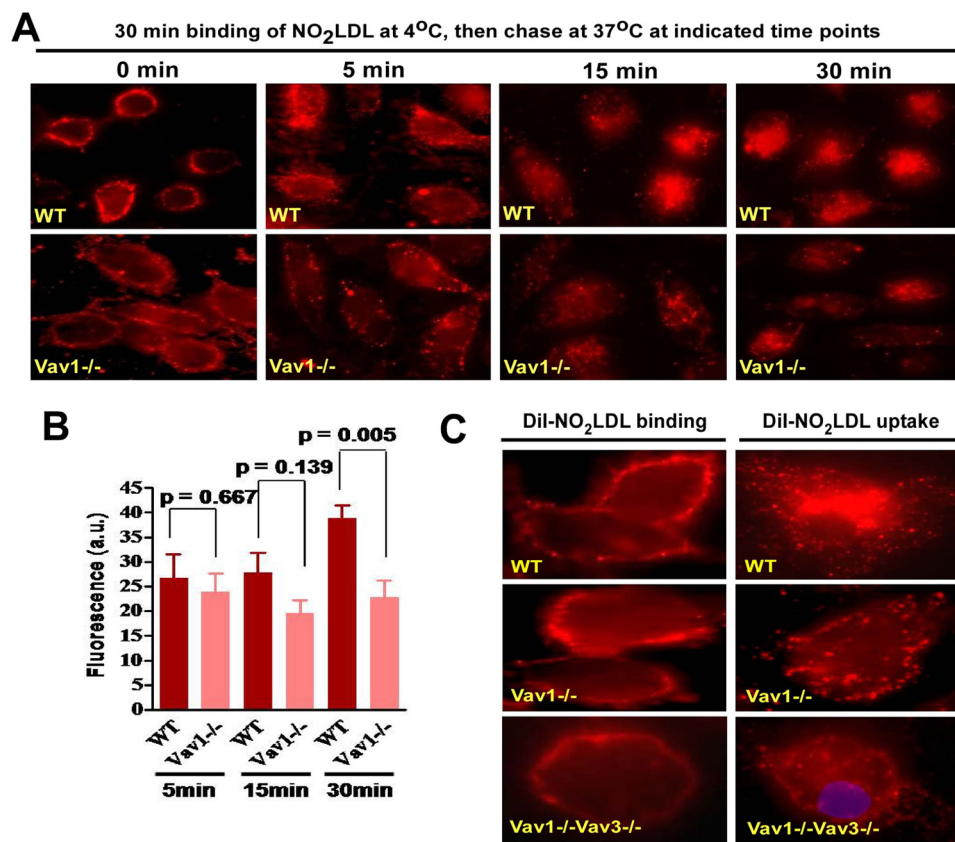 A
30 min binding of NO₂LDL at 4⁰C, then chase at 37⁰C at indicated time points
0 min 5 min 15 min 30 min
WT WT WT WT
Vav1-/- Vav1-/- Vav1-/- Vav1-/-
B
p = 0.005
p = 0.139
p = 0.667
Fluorescence (a.u.)
45
40
35
30
25
20
15
10
5
0
WT Vav1-/- WT Vav1-/- WT Vav1-/-
5min 15min 30min
C
DiI-NO₂LDL binding DiI-NO₂LDL uptake
WT WT
Vav1-/- Vav1-/-
Vav1-/-Vav3-/- Vav1-/-Vav3-/-